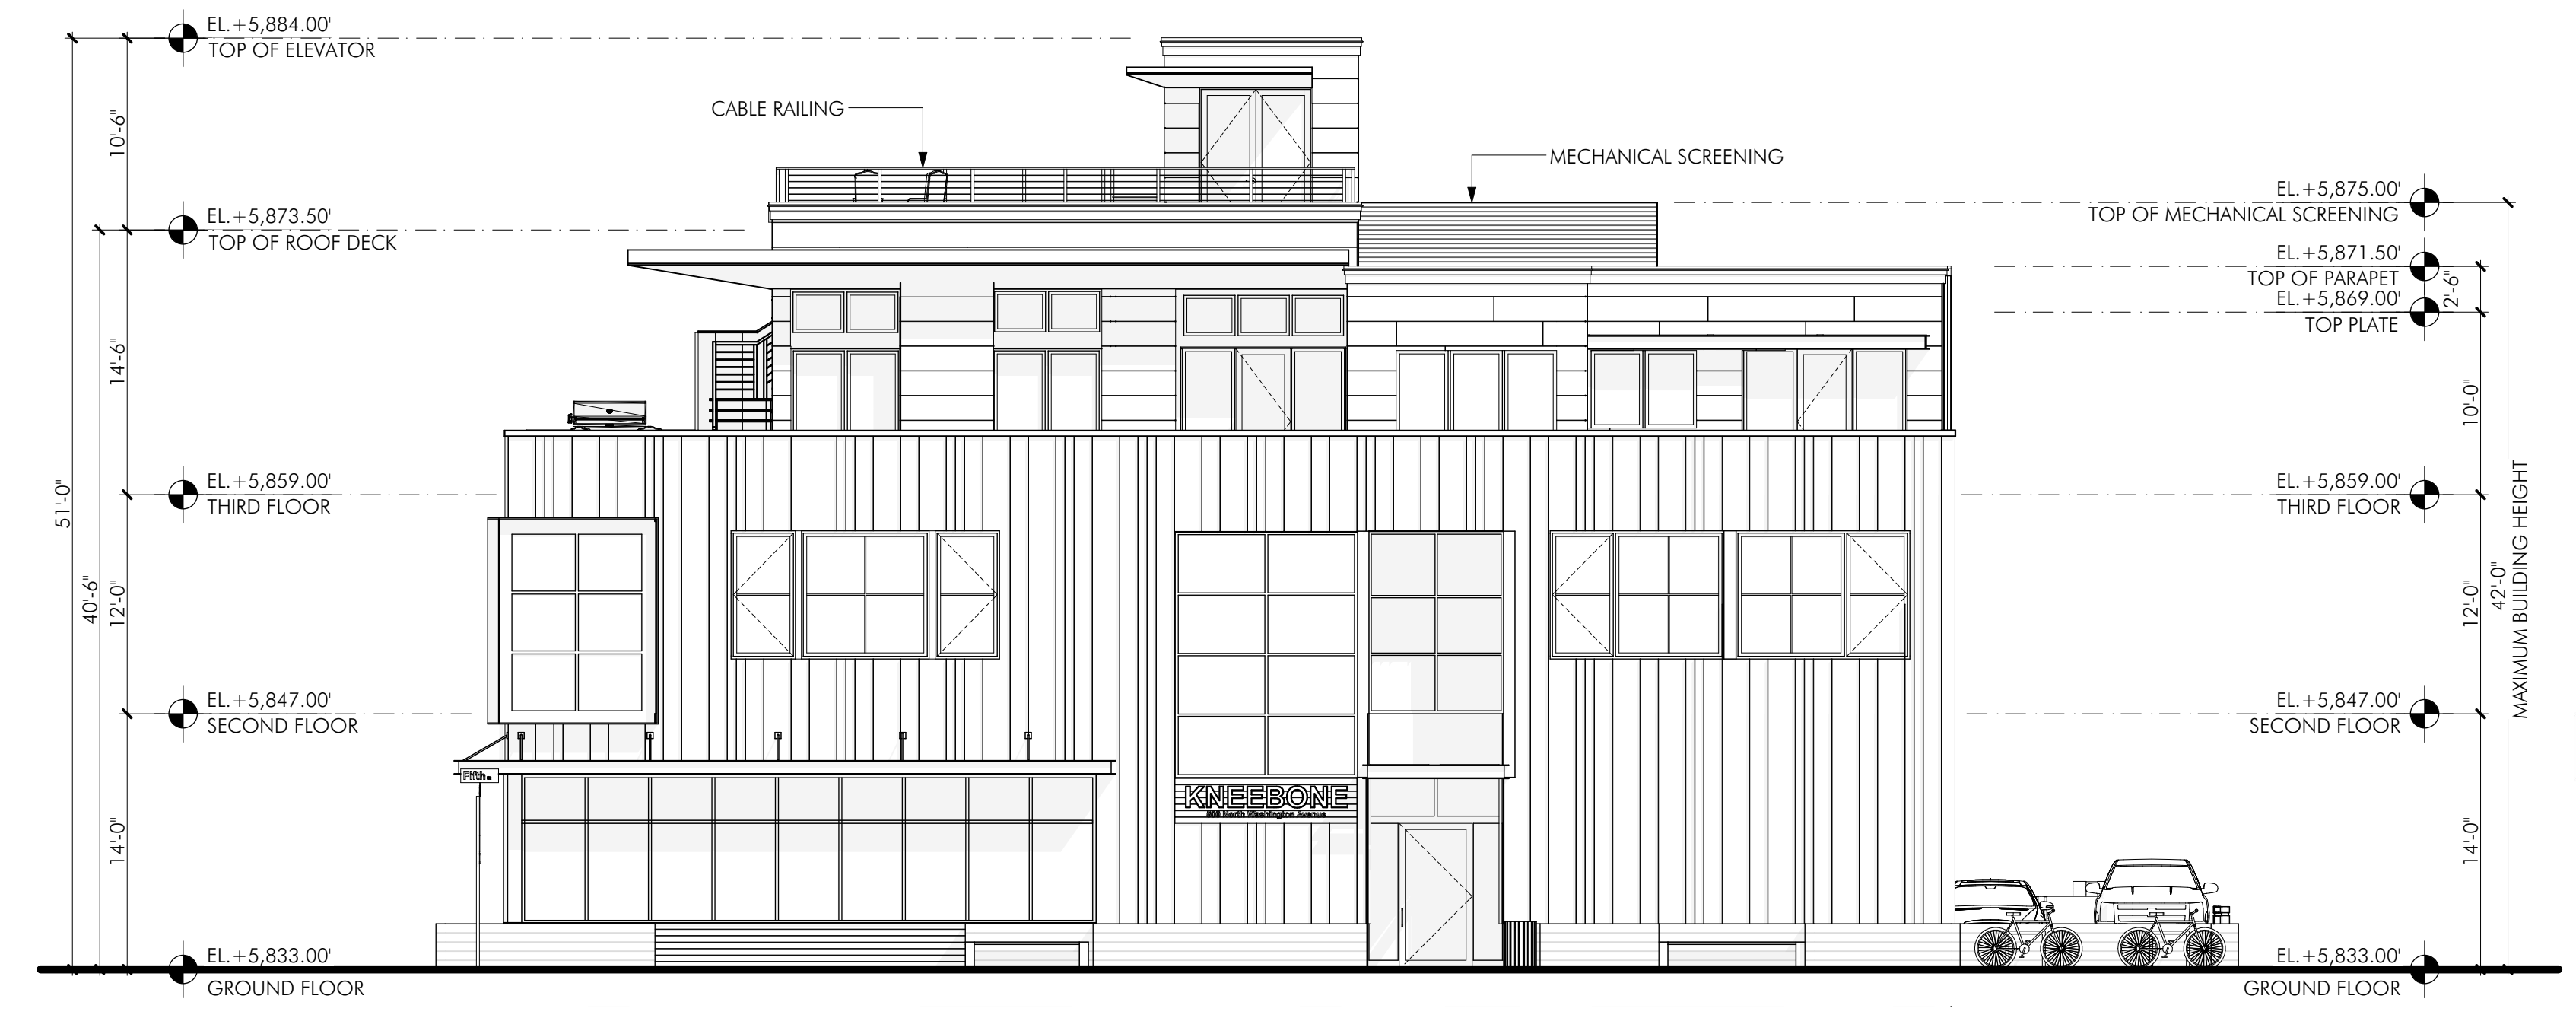 EL.+5,884.00'
TOP OF ELEVATOR
10'-6"
CABLE RAILING
MECHANICAL SCREENING
EL.+5,875.00'
TOP OF MECHANICAL SCREENING
EL.+5,873.50'
TOP OF ROOF DECK
EL.+5,871.50'
TOP OF PARAPET
2'-6"
EL.+5,869.00'
TOP PLATE
14'-6"
10'-0"
EL.+5,859.00'
THIRD FLOOR
EL.+5,859.00'
THIRD FLOOR
51'-0"
40'-6"
12'-0"
12'-0"
42'-0"
MAXIMUM BUILDING HEIGHT
EL.+5,847.00'
SECOND FLOOR
EL.+5,847.00'
SECOND FLOOR
Fifth
KNEEBONE
500 North Washington Avenue
14'-0"
14'-0"
EL.+5,833.00'
GROUND FLOOR
EL.+5,833.00'
GROUND FLOOR